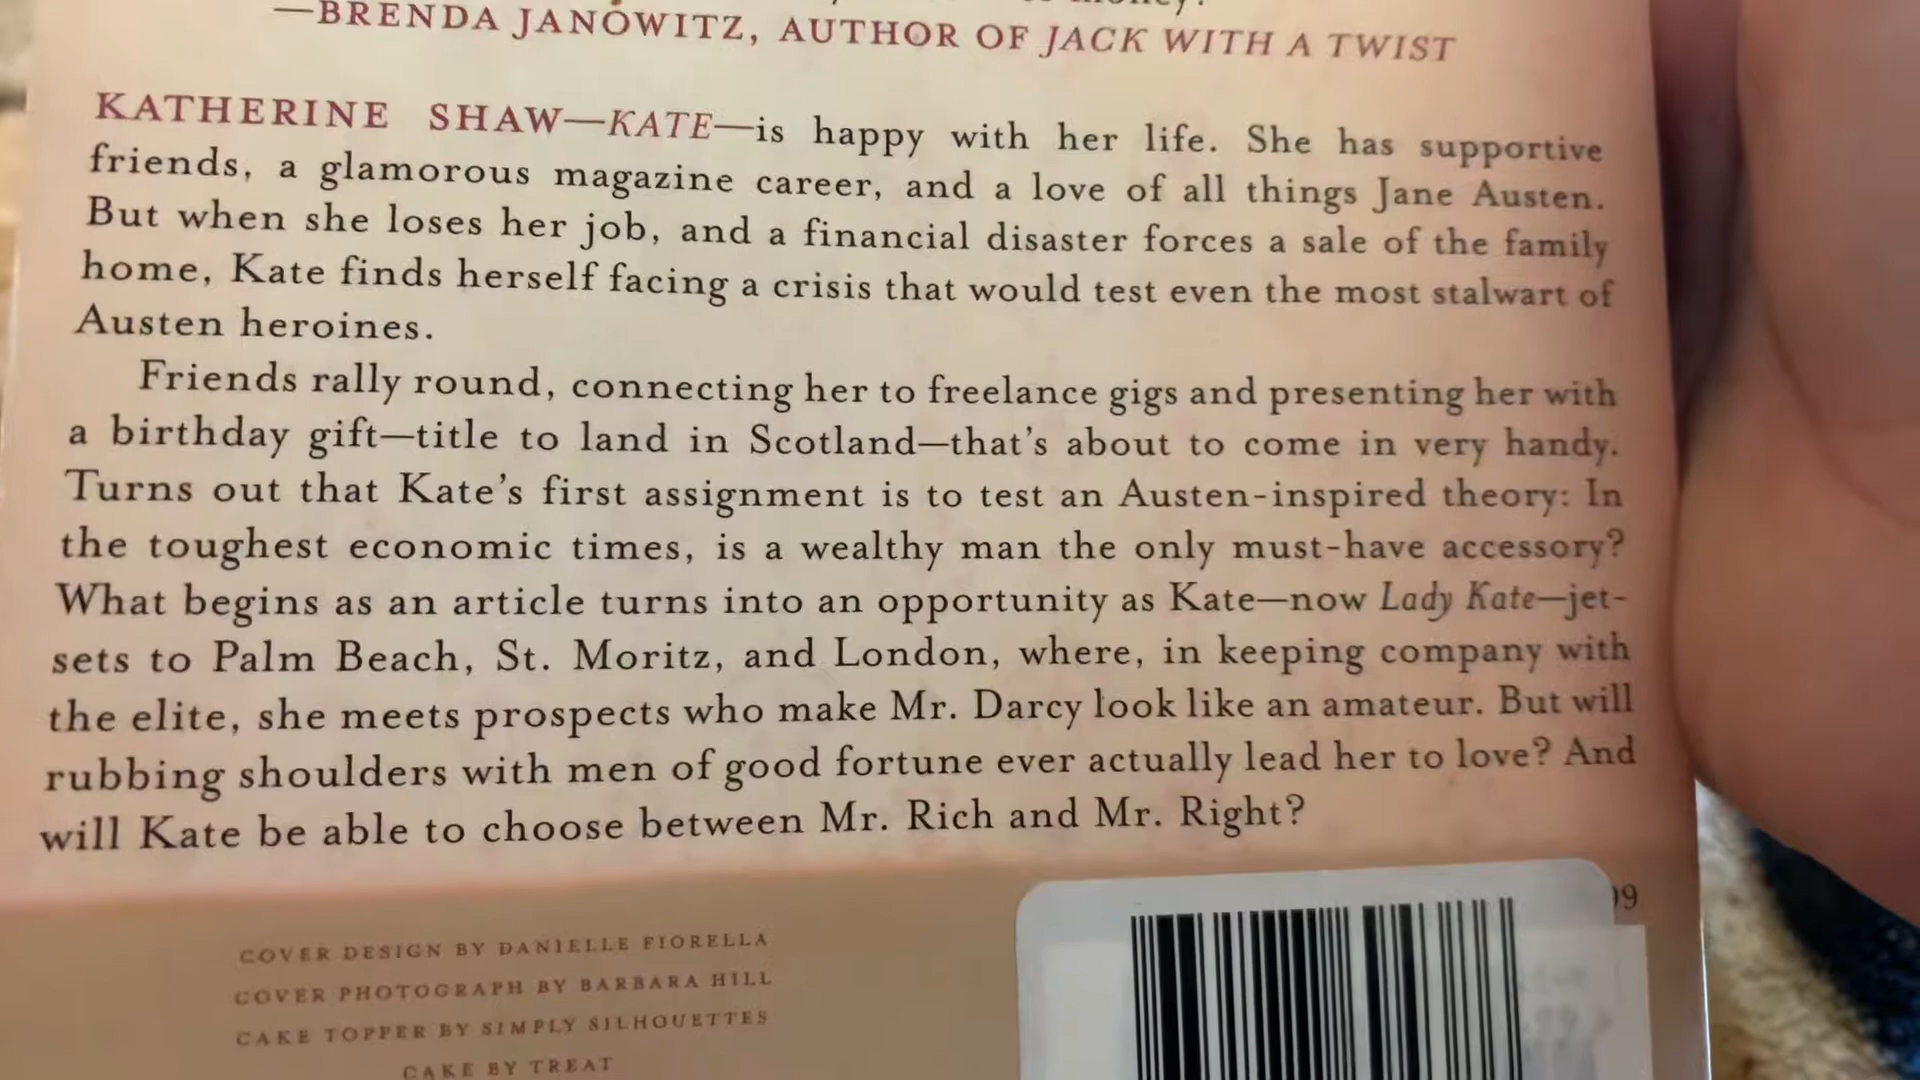 —BRENDA JANOWITZ, AUTHOR OF JACK WITH A TWIST
KATHERINE SHAW—KATE—is happy with her life. She has supportive
friends, a glamorous magazine career, and a love of all things Jane Austen.
But when she loses her job, and a financial disaster forces a sale of the family
home, Kate finds herself facing a crisis that would test even the most stalwart of
Austen heroines.
Friends rally round, connecting her to freelance gigs and presenting her with
a birthday gift—title to land in Scotland—that's about to come in very handy.
Turns out that Kate's first assignment is to test an Austen-inspired theory: In
the toughest economic times, is a wealthy man the only must-have accessory?
What begins as an article turns into an opportunity as Kate—now Lady Kate—jet-
sets to Palm Beach, St. Moritz, and London, where, in keeping company with
the elite, she meets prospects who make Mr. Darcy look like an amateur. But will
rubbing shoulders with men of good fortune ever actually lead her to love? And
will Kate be able to choose between Mr. Rich and Mr. Right?
COVER DESIGN BY DANIELLE FIORELLA
COVER PHOTOGRAPH BY BARBARA HILL
CAKE TOPPER BY SIMPLY SILHOUETTES
CAKE BY TREAT